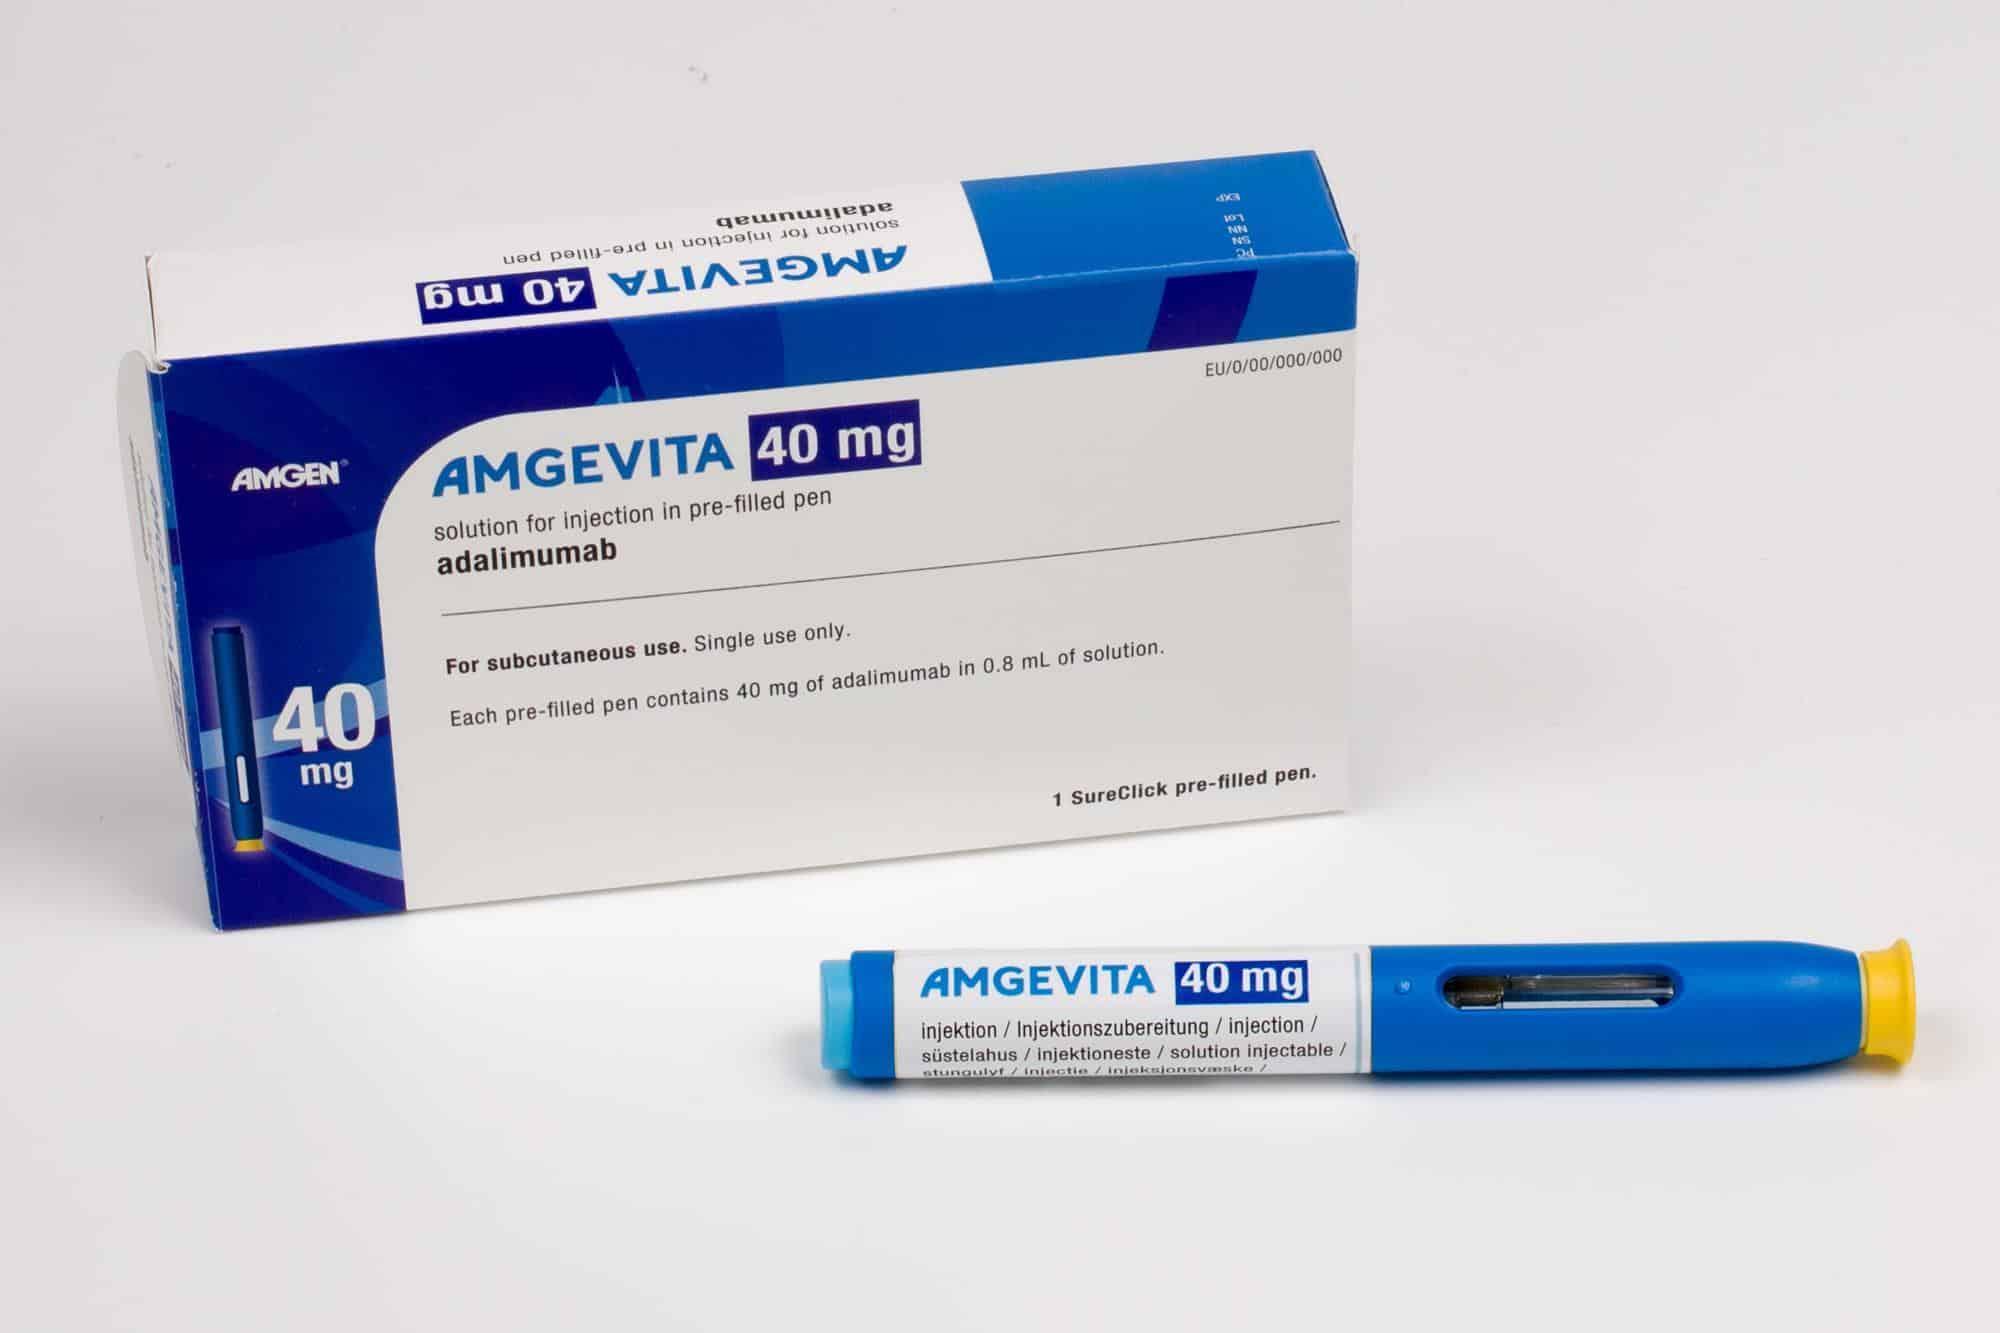 adalimumab
solution for injection in pre-filled pen
AMGEVITA 40 mg
EXP
Lot
NN
SN
PC
EU/0/00/000/000
AMGEN®
AMGEVITA 40 mg
solution for injection in pre-filled pen
adalimumab
For subcutaneous use. Single use only.
Each pre-filled pen contains 40 mg of adalimumab in 0.8 mL of solution.
40
mg
1 SureClick pre-filled pen.
AMGEVITA 40 mg
injektion / Injektionszubereitung / injection /
süstelahus / injektioneste / solution injectable /
stungulyf / injectie / injeksjonsvæske /